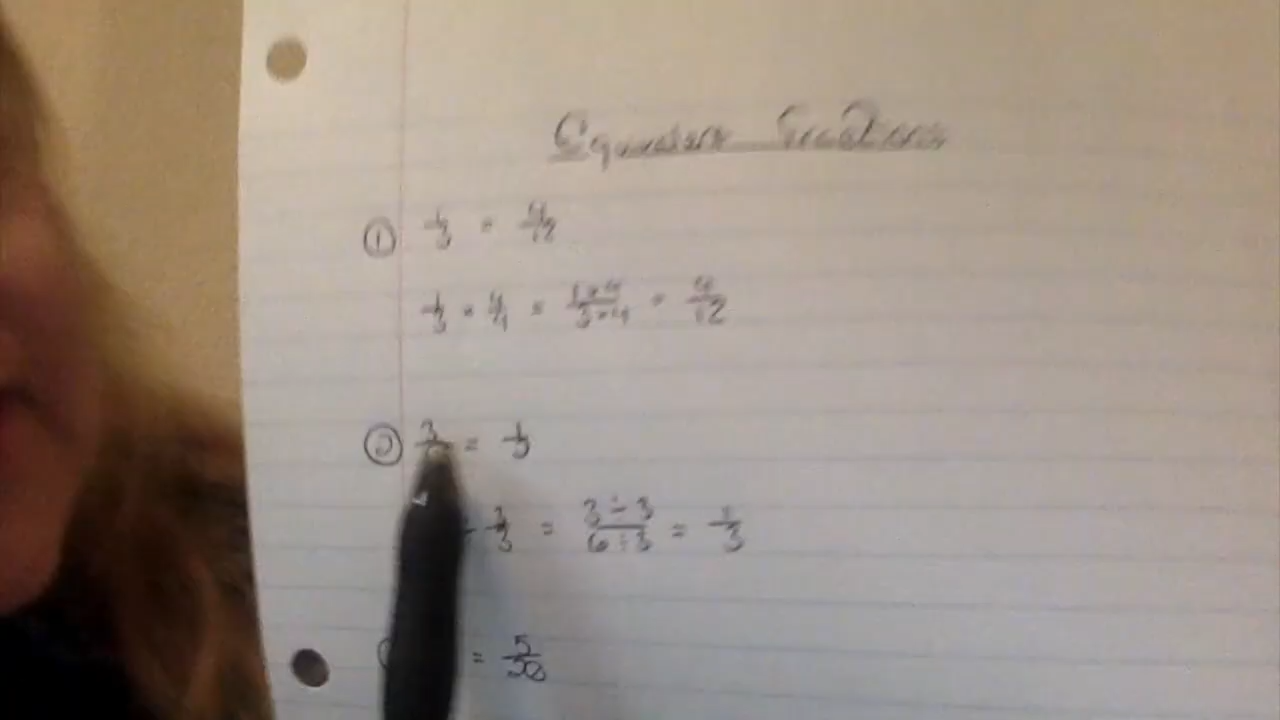 Equivalent Fractions
① 1/3 = 4/12
1/3 × 4/4 = 1×4/3×4 = 4/12
② 3/ = 1/3
÷ 3/3 = 3÷3/6÷3 = 1/3
= 5/50